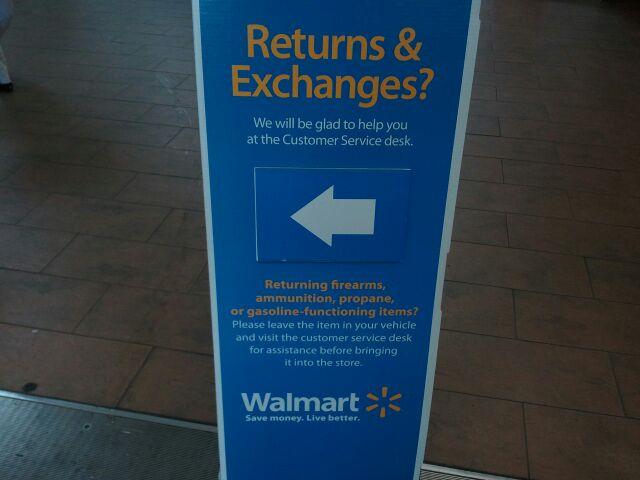 Returns &
Exchanges?
We will be glad to help you
at the Customer Service desk.
Returning firearms,
ammunition, propane,
or gasoline-functioning items?
Please leave the item in your vehicle
and visit the customer service desk
for assistance before bringing
it into the store.
Walmart
Save money. Live better.